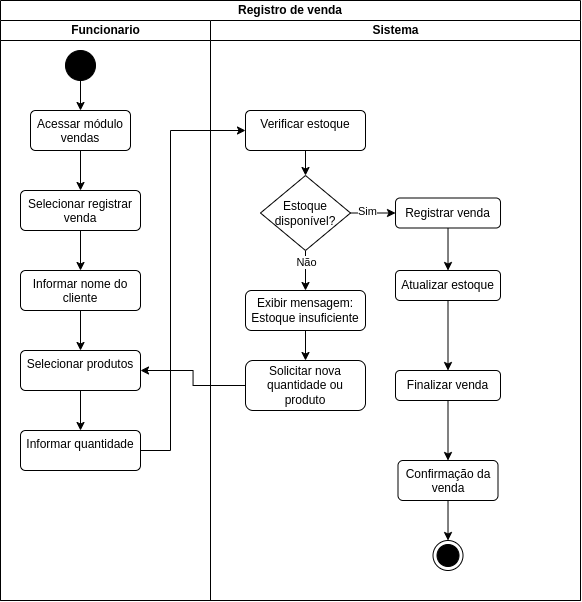 Registro de venda
Funcionario
Sistema
Acessar módulo
vendas
Selecionar registrar
venda
Informar nome do
cliente
Selecionar produtos
Informar quantidade
Verificar estoque
Estoque
disponível?
Sim
Não
Exibir mensagem:
Estoque insuficiente
Solicitar nova
quantidade ou
produto
Registrar venda
Atualizar estoque
Finalizar venda
Confirmação da
venda